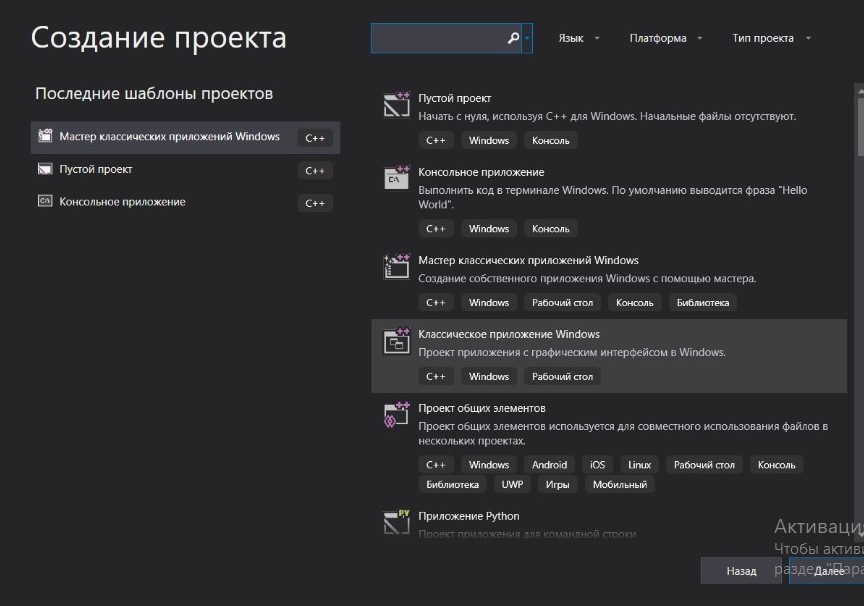 Создание проекта
Язык
Платформа
Тип проекта
Последние шаблоны проектов
Мастер классических приложений Windows
C++
Пустой проект
C++
Консольное приложение
C++
Пустой проект
Начать с нуля, используя C++ для Windows. Начальные файлы отсутствуют.
C++ Windows Консоль
Консольное приложение
Выполнить код в терминале Windows. По умолчанию выводится фраза "Hello
World".
C++ Windows Консоль
Мастер классических приложений Windows
Создание собственного приложения Windows с помощью мастера.
C++ Windows Рабочий стол Консоль Библиотека
Классическое приложение Windows
Проект приложения с графическим интерфейсом в Windows.
C++ Windows Рабочий стол
Проект общих элементов
Проект общих элементов используется для совместного использования файлов в
нескольких проектах.
C++ Windows Android iOS Linux Рабочий стол Консоль
Библиотека UWP Игры Мобильный
Приложение Python
Проект приложения для командной строки
Активаци
Чтобы актив
раздел "Пара
Назад
Далее